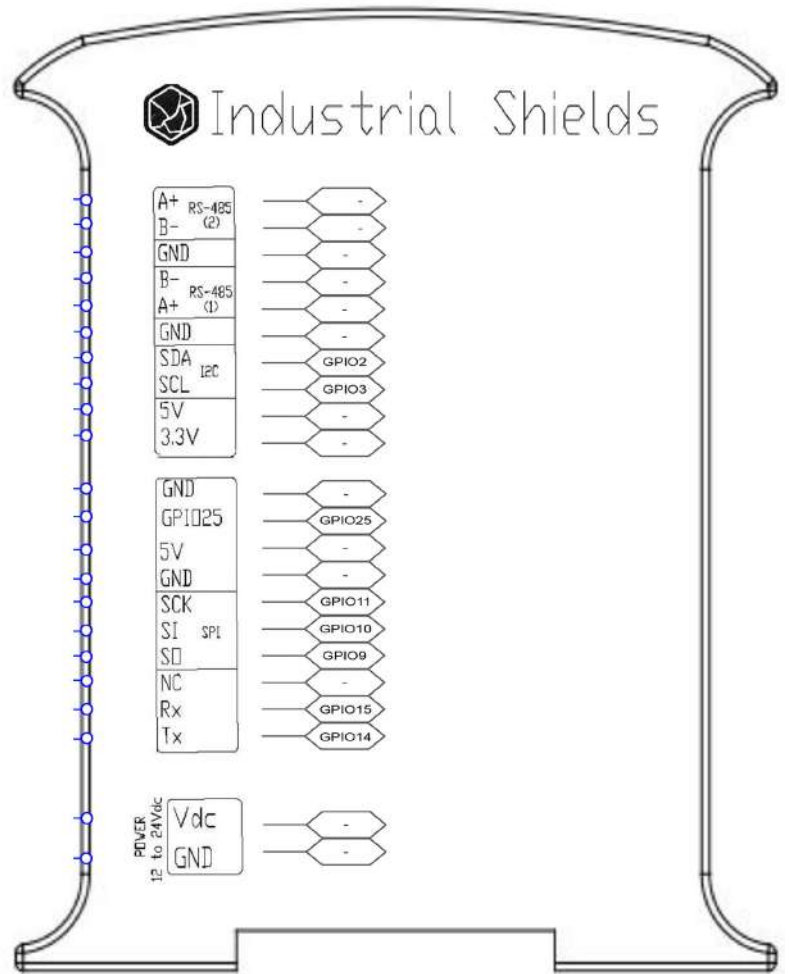 Industrial Shields
A+ RS-485 -
B- (2) -
GND -
B- RS-485 -
A+ (1) -
GND -
SDA I2C GPIO2
SCL GPIO3
5V -
3.3V -
GND -
GPIO25 GPIO25
5V -
GND -
SCK GPIO11
SI SPI GPIO10
SO GPIO9
NC -
Rx GPIO15
Tx GPIO14
POWER
12 to 24Vdc
Vdc -
GND -